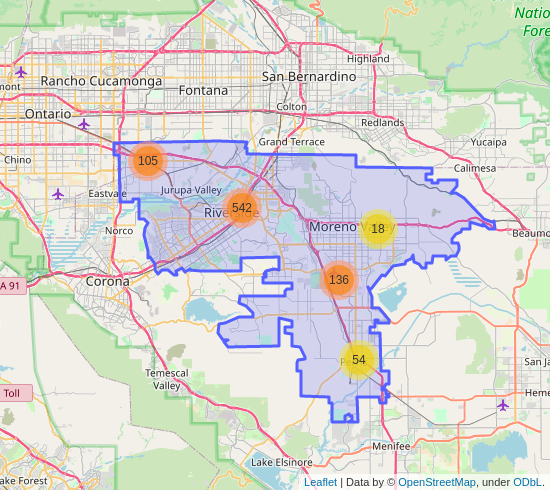 Natio
Fore
Highland
Rancho Cucamonga
San Bernardino
Fontana
mont
Colton
Ontario
Redlands
Grand Terrace
Yucaipa
Chino
105
Calimesa
Jurupa Valley
Eastvale
542
Rive
Moreno
18
Norco
Beaumo
Corona
136
A 91
54
San Ja
Temescal
Valley
Toll
Heme
Menifee
Lake Elsinore
ake Forest
Leaflet | Data by © OpenStreetMap, under ODbL.